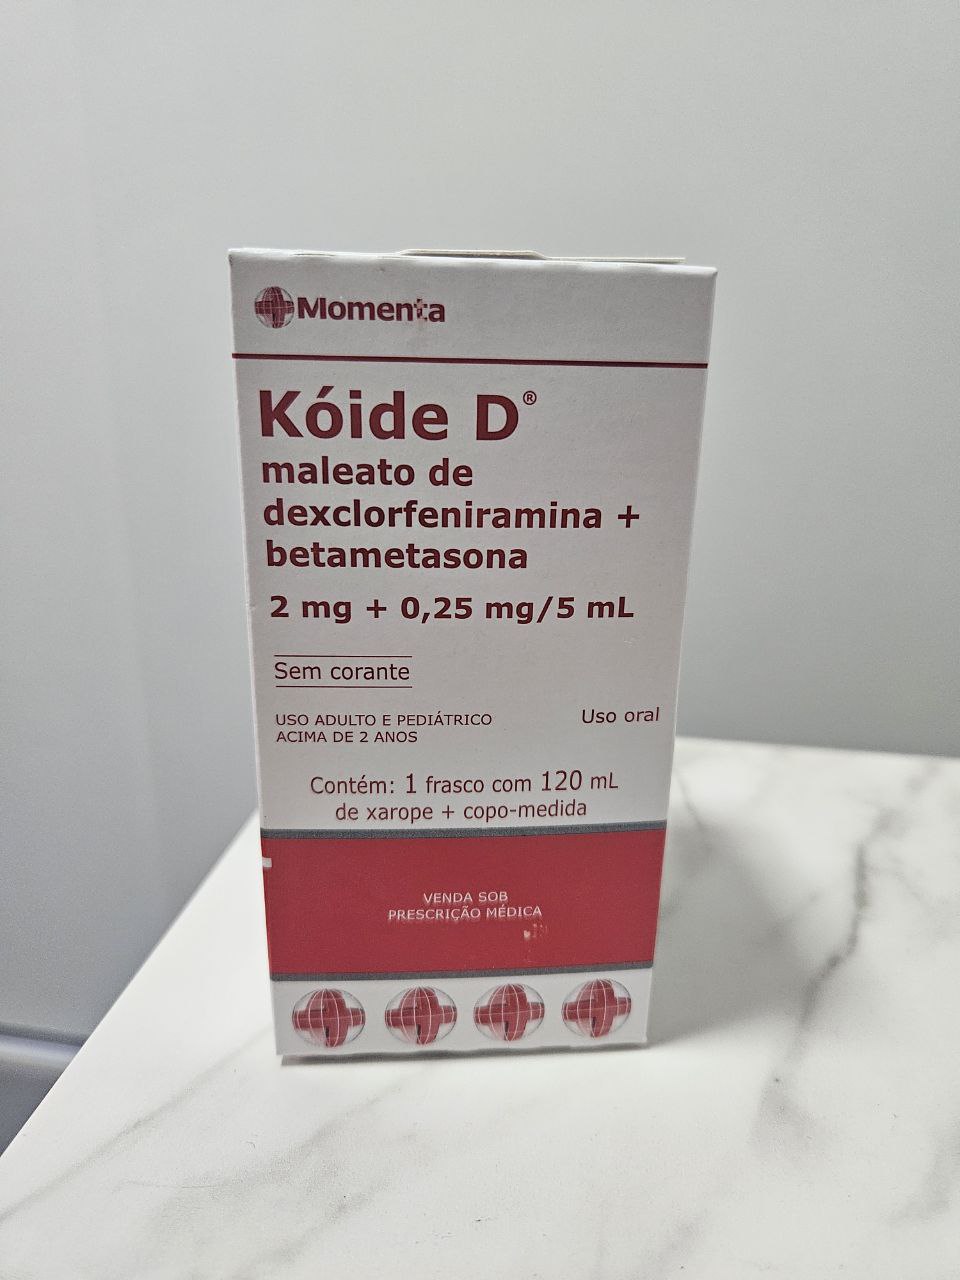 Momenta
Kóide D®
maleato de
dexclorfeniramina +
betametasona
2 mg + 0,25 mg/5 mL
Sem corante
USO ADULTO E PEDIÁTRICO
ACIMA DE 2 ANOS
Uso oral
Contém: 1 frasco com 120 mL
de xarope + copo-medida
VENDA SOB
PRESCRIÇÃO MÉDICA